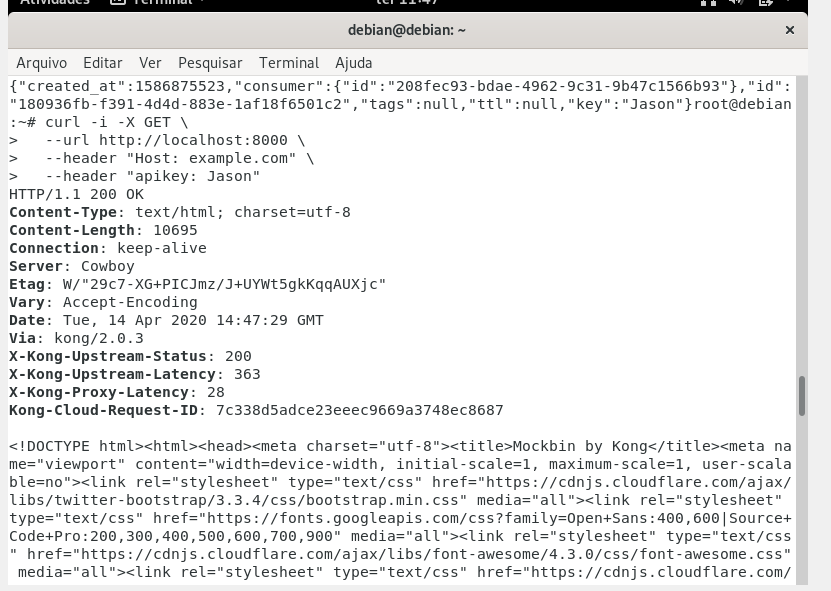 Atividades Terminal ter 11:47
debian@debian: ~ ×
Arquivo Editar Ver Pesquisar Terminal Ajuda
{"created_at":1586875523,"consumer":{"id":"208fec93-bdae-4962-9c31-9b47c1566b93"},"id":
"180936fb-f391-4d4d-883e-1af18f6501c2","tags":null,"ttl":null,"key":"Jason"}root@debian
:~# curl -i -X GET \
>   --url http://localhost:8000 \
>   --header "Host: example.com" \
>   --header "apikey: Jason"
HTTP/1.1 200 OK
Content-Type: text/html; charset=utf-8
Content-Length: 10695
Connection: keep-alive
Server: Cowboy
Etag: W/"29c7-XG+PICJmz/J+UYWt5gkKqqAUXjc"
Vary: Accept-Encoding
Date: Tue, 14 Apr 2020 14:47:29 GMT
Via: kong/2.0.3
X-Kong-Upstream-Status: 200
X-Kong-Upstream-Latency: 363
X-Kong-Proxy-Latency: 28
Kong-Cloud-Request-ID: 7c338d5adce23eeec9669a3748ec8687
<!DOCTYPE html><html><head><meta charset="utf-8"><title>Mockbin by Kong</title><meta na
me="viewport" content="width=device-width, initial-scale=1, maximum-scale=1, user-scala
ble=no"><link rel="stylesheet" type="text/css" href="https://cdnjs.cloudflare.com/ajax/
libs/twitter-bootstrap/3.3.4/css/bootstrap.min.css" media="all"><link rel="stylesheet"
type="text/css" href="https://fonts.googleapis.com/css?family=Open+Sans:400,600|Source+
Code+Pro:200,300,400,500,600,700,900" media="all"><link rel="stylesheet" type="text/css
" href="https://cdnjs.cloudflare.com/ajax/libs/font-awesome/4.3.0/css/font-awesome.css"
 media="all"><link rel="stylesheet" type="text/css" href="https://cdnjs.cloudflare.com/